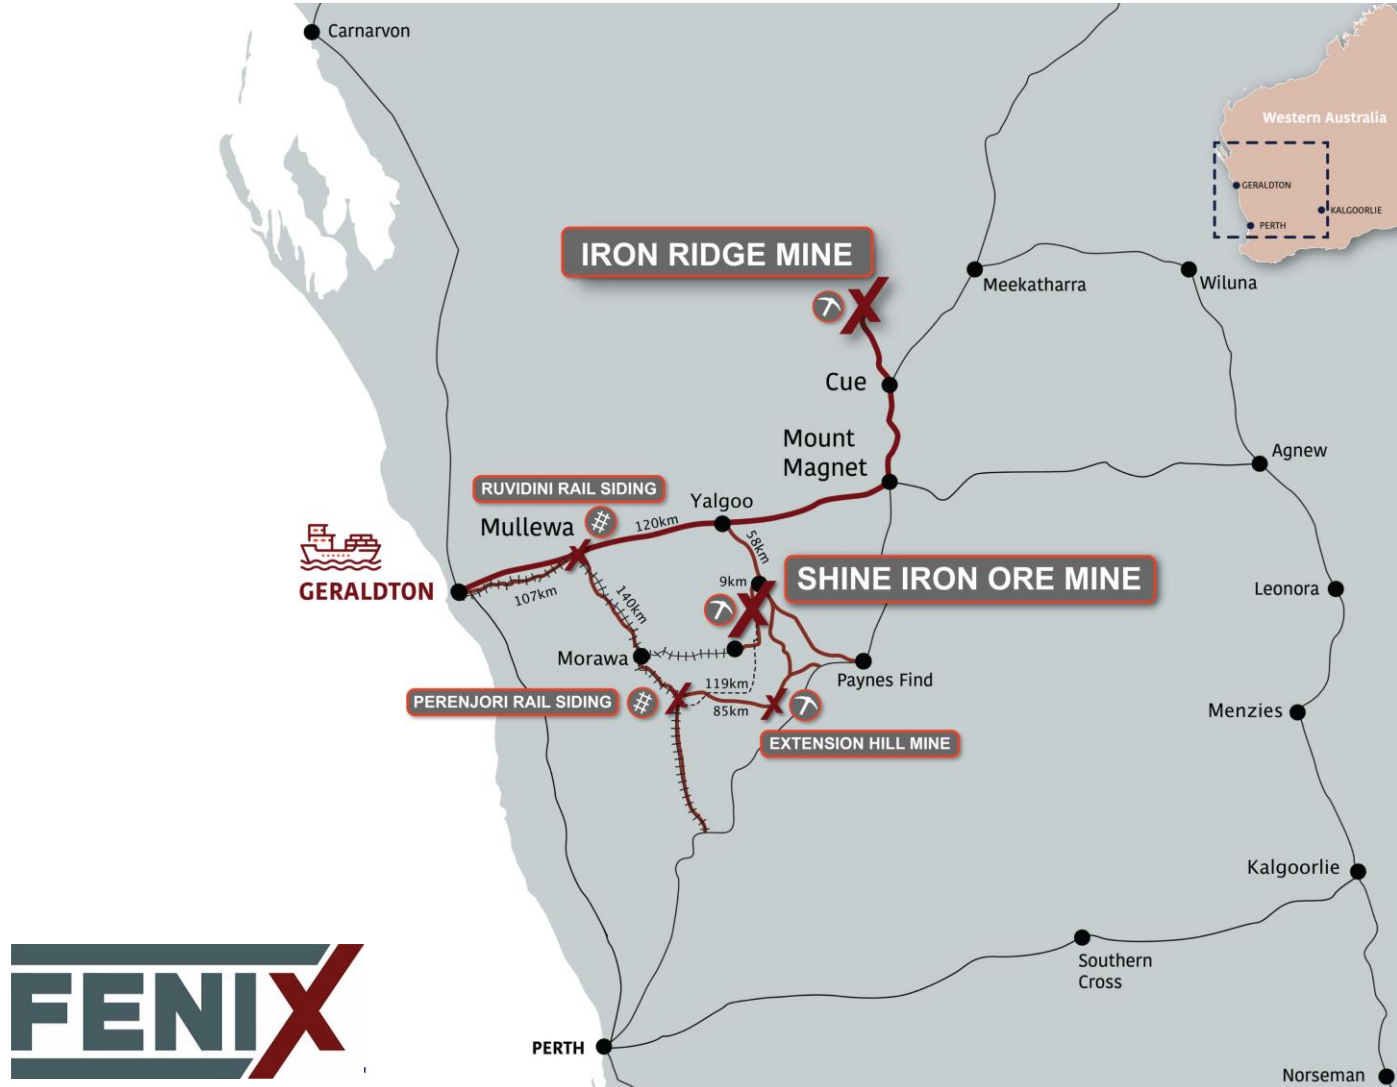 Carnarvon
Western Australia
GERALDTON
KALGOORLIE
PERTH
IRON RIDGE MINE
Meekatharra
Wiluna
Cue
Mount
Magnet
Agnew
RUVIDINI RAIL SIDING
Yalgoo
Mullewa
120km
58km
GERALDTON
107km
140km
9km
SHINE IRON ORE MINE
Leonora
Morawa
Paynes Find
119km
PERENJORI RAIL SIDING
85km
EXTENSION HILL MINE
Menzies
Kalgoorlie
Southern
Cross
FENIX
PERTH
Norseman